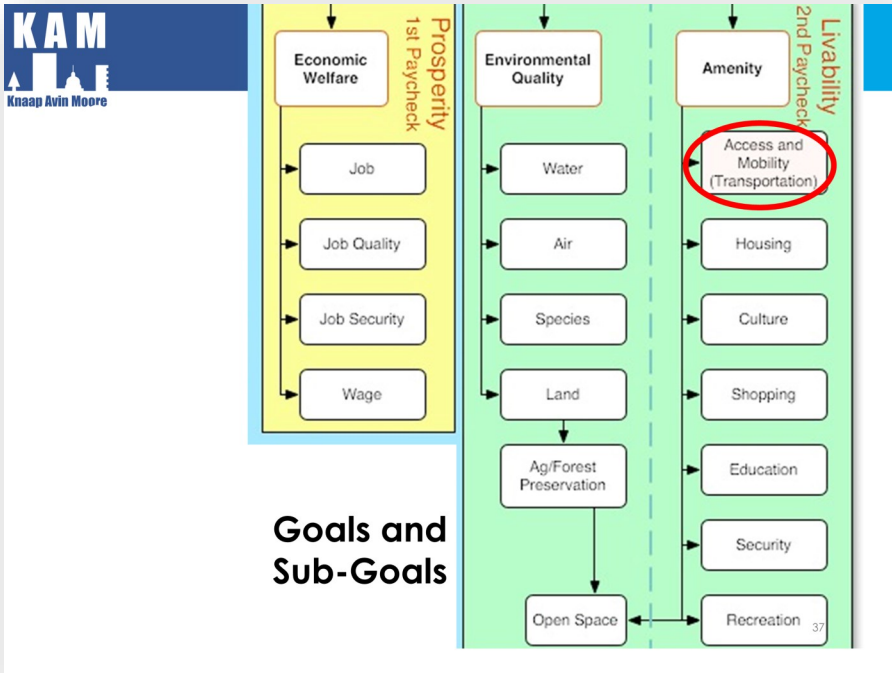 KAM
Knaap Avin Moore
Prosperity
1st Paycheck
Economic
Welfare
Job
Job Quality
Job Security
Wage
Livability
2nd Paycheck
Environmental
Quality
Water
Air
Species
Land
Ag/Forest
Preservation
Open Space
Amenity
Access and
Mobility
(Transportation)
Housing
Culture
Shopping
Education
Security
Recreation
Goals and
Sub-Goals
37